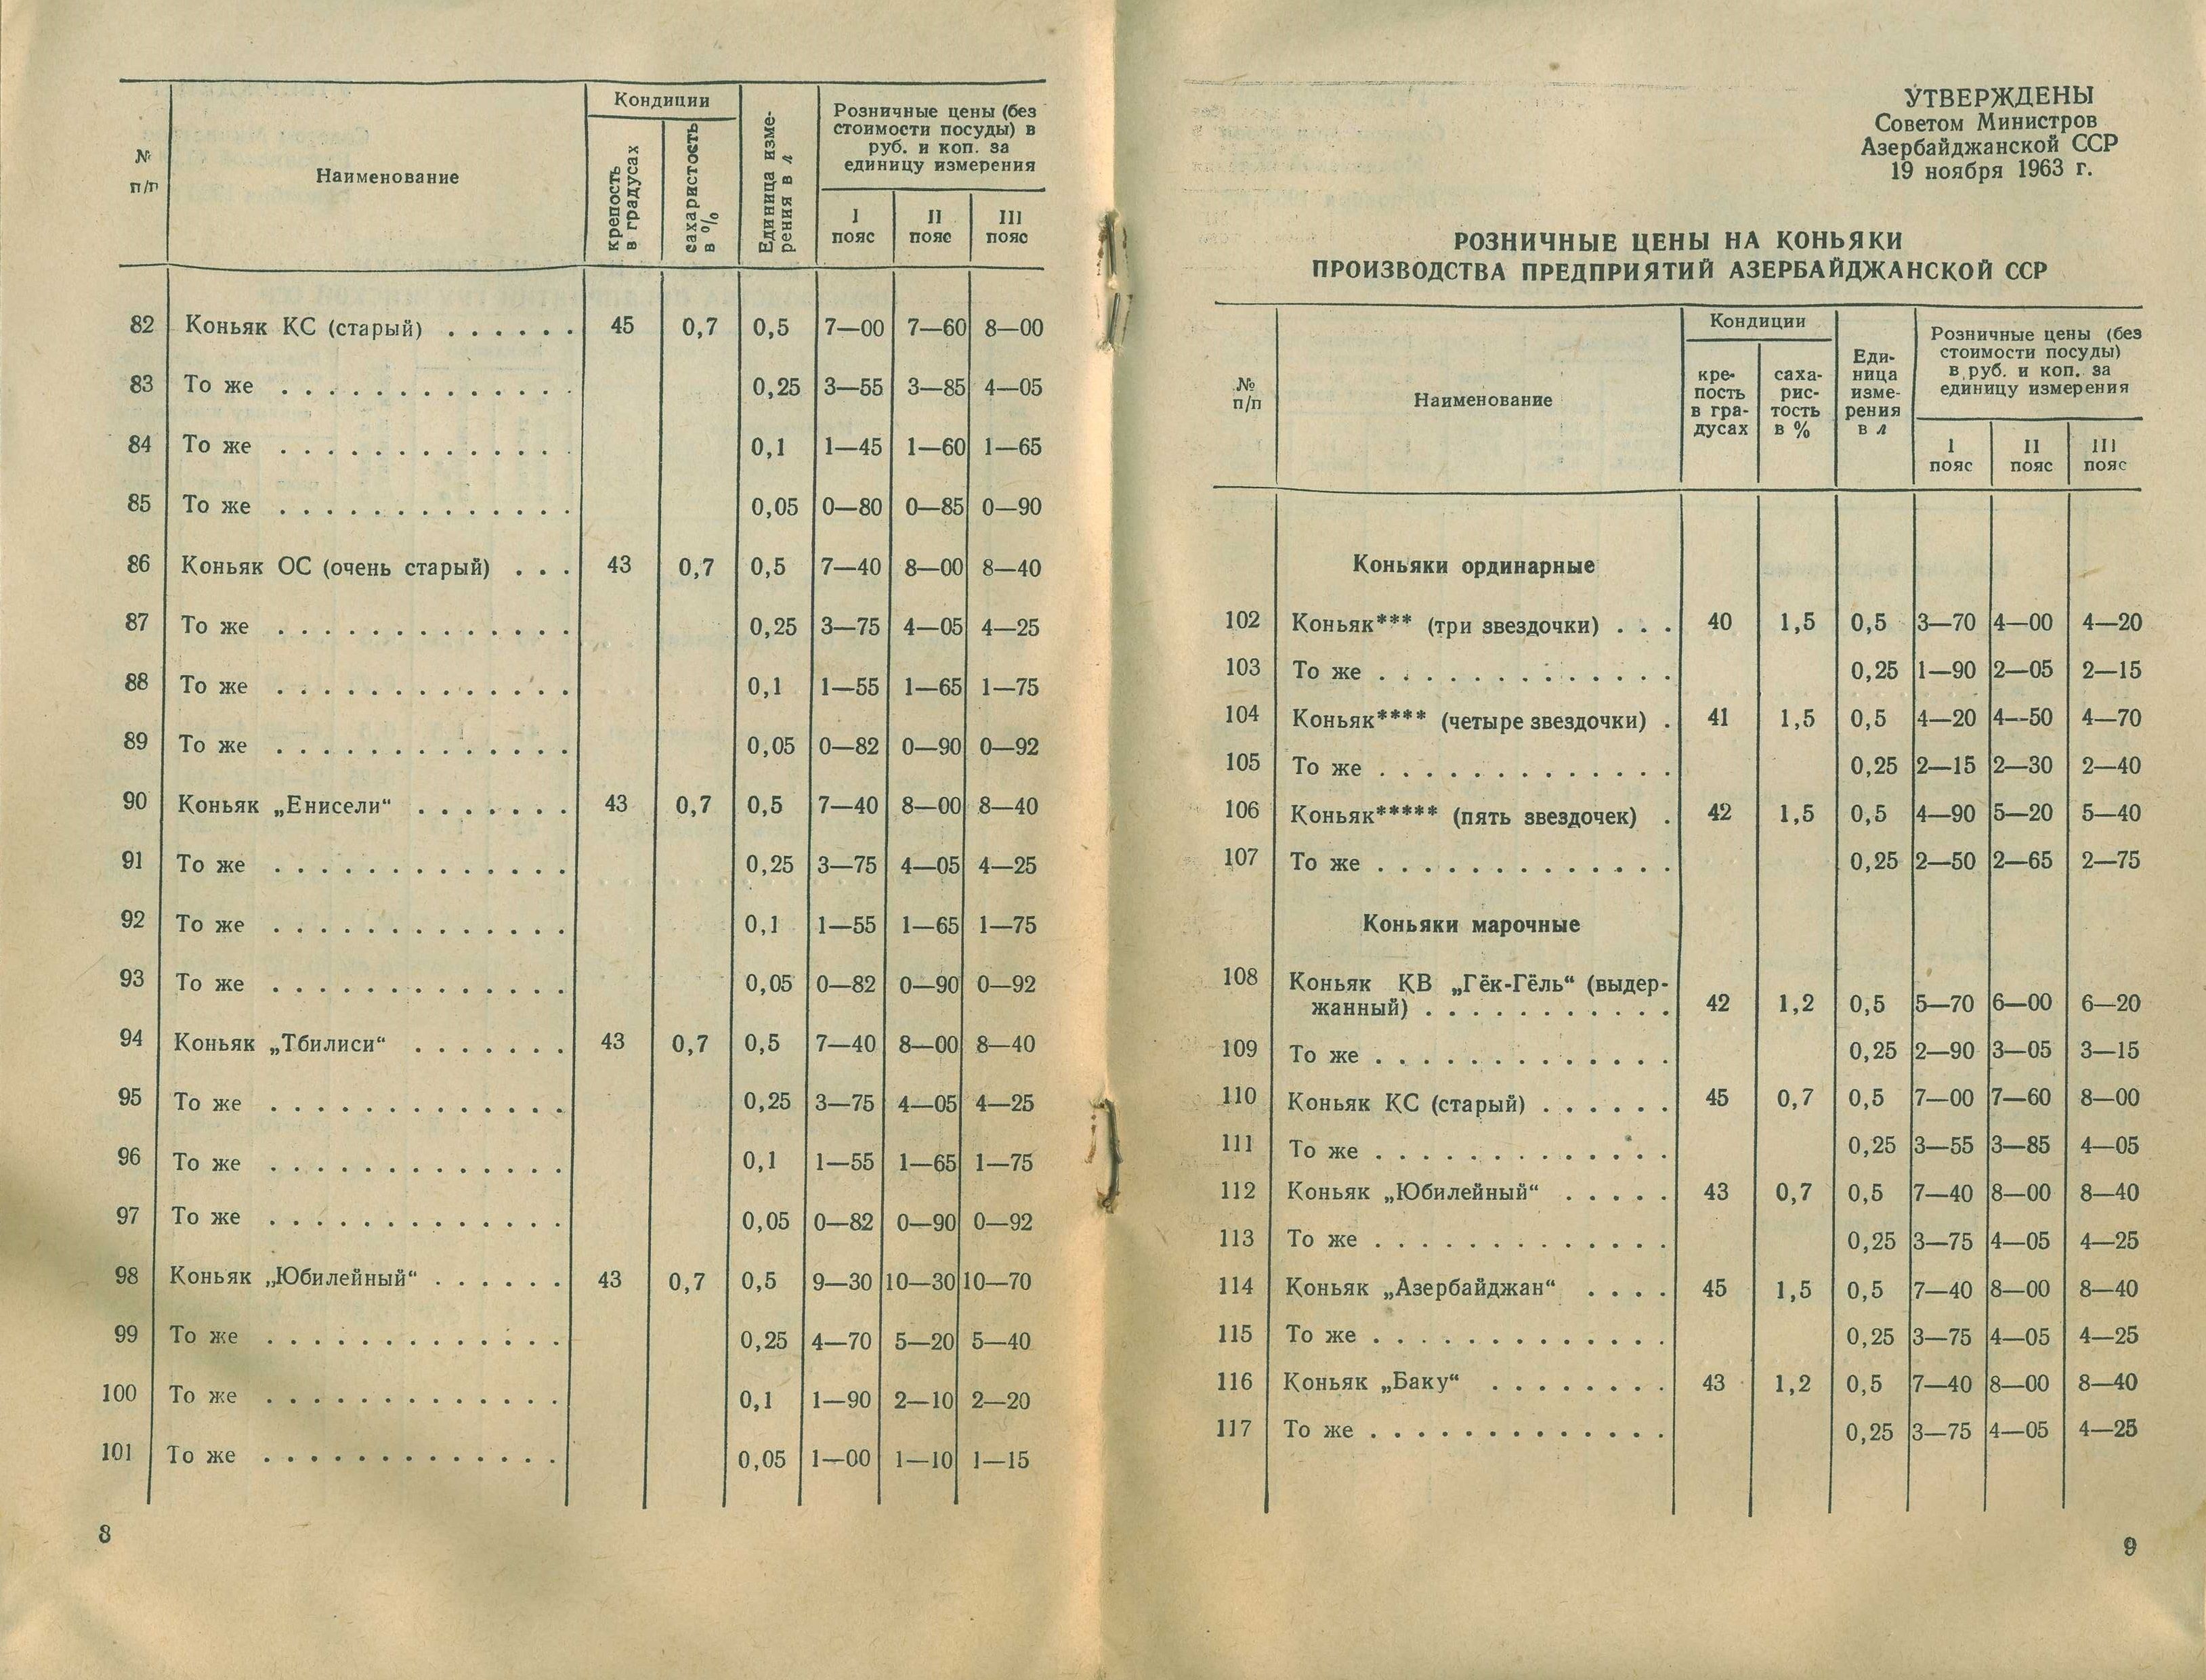 № п/п
Наименование
Кондиции
крепость в градусах
сахаристость в %
Единица измерения в л
Розничные цены (без
стоимости посуды) в
руб. и коп. за
единицу измерения
I пояс
II пояс
III пояс
82 Коньяк КС (старый) . . . . . . 45 0,7 0,5 7—00 7—60 8—00
83 То же . . . . . . . . . . . . . 0,25 3—55 3—85 4—05
84 То же . . . . . . . . . . . . . 0,1 1—45 1—60 1—65
85 То же . . . . . . . . . . . . . 0,05 0—80 0—85 0—90
86 Коньяк ОС (очень старый) . . . 43 0,7 0,5 7—40 8—00 8—40
87 То же . . . . . . . . . . . . . 0,25 3—75 4—05 4—25
88 То же . . . . . . . . . . . . . 0,1 1—55 1—65 1—75
89 То же . . . . . . . . . . . . . 0,05 0—82 0—90 0—92
90 Коньяк „Енисели“ . . . . . . . 43 0,7 0,5 7—40 8—00 8—40
91 То же . . . . . . . . . . . . . 0,25 3—75 4—05 4—25
92 То же . . . . . . . . . . . . . 0,1 1—55 1—65 1—75
93 То же . . . . . . . . . . . . . 0,05 0—82 0—90 0—92
94 Коньяк „Тбилиси“ . . . . . . . 43 0,7 0,5 7—40 8—00 8—40
95 То же . . . . . . . . . . . . . 0,25 3—75 4—05 4—25
96 То же . . . . . . . . . . . . . 0,1 1—55 1—65 1—75
97 То же . . . . . . . . . . . . . 0,05 0—82 0—90 0—92
98 Коньяк „Юбилейный“ . . . . . . 43 0,7 0,5 9—30 10—30 10—70
99 То же . . . . . . . . . . . . . 0,25 4—70 5—20 5—40
100 То же . . . . . . . . . . . . . 0,1 1—90 2—10 2—20
101 То же . . . . . . . . . . . . . 0,05 1—00 1—10 1—15
8
УТВЕРЖДЕНЫ
Советом Министров
Азербайджанской ССР
19 ноября 1963 г.
РОЗНИЧНЫЕ ЦЕНЫ НА КОНЬЯКИ
ПРОИЗВОДСТВА ПРЕДПРИЯТИЙ АЗЕРБАЙДЖАНСКОЙ ССР
№ п/п
Наименование
Кондиции
кре-
пость
в гра-
дусах
саха-
рис-
тость
в %
Еди-
ница
изме-
рения
в л
Розничные цены (без
стоимости посуды)
в руб. и коп. за
единицу измерения
I пояс
II пояс
III пояс
Коньяки ординарные
102 Коньяк*** (три звездочки) . . . 40 1,5 0,5 3—70 4—00 4—20
103 То же . . . . . . . . . . . . . 0,25 1—90 2—05 2—15
104 Коньяк**** (четыре звездочки) . 41 1,5 0,5 4—20 4—50 4—70
105 То же . . . . . . . . . . . . . 0,25 2—15 2—30 2—40
106 Коньяк***** (пять звездочек) . 42 1,5 0,5 4—90 5—20 5—40
107 То же . . . . . . . . . . . . . 0,25 2—50 2—65 2—75
Коньяки марочные
108 Коньяк КВ „Гёк-Гёль“ (выдер-
жанный) . . . . . . . . . . . 42 1,2 0,5 5—70 6—00 6—20
109 То же . . . . . . . . . . . . . 0,25 2—90 3—05 3—15
110 Коньяк КС (старый) . . . . . . 45 0,7 0,5 7—00 7—60 8—00
111 То же . . . . . . . . . . . . . 0,25 3—55 3—85 4—05
112 Коньяк „Юбилейный“ . . . . . 43 0,7 0,5 7—40 8—00 8—40
113 То же . . . . . . . . . . . . . 0,25 3—75 4—05 4—25
114 Коньяк „Азербайджан“ . . . . 45 1,5 0,5 7—40 8—00 8—40
115 То же . . . . . . . . . . . . . 0,25 3—75 4—05 4—25
116 Коньяк „Баку“ . . . . . . . . 43 1,2 0,5 7—40 8—00 8—40
117 То же . . . . . . . . . . . . . 0,25 3—75 4—05 4—25
9